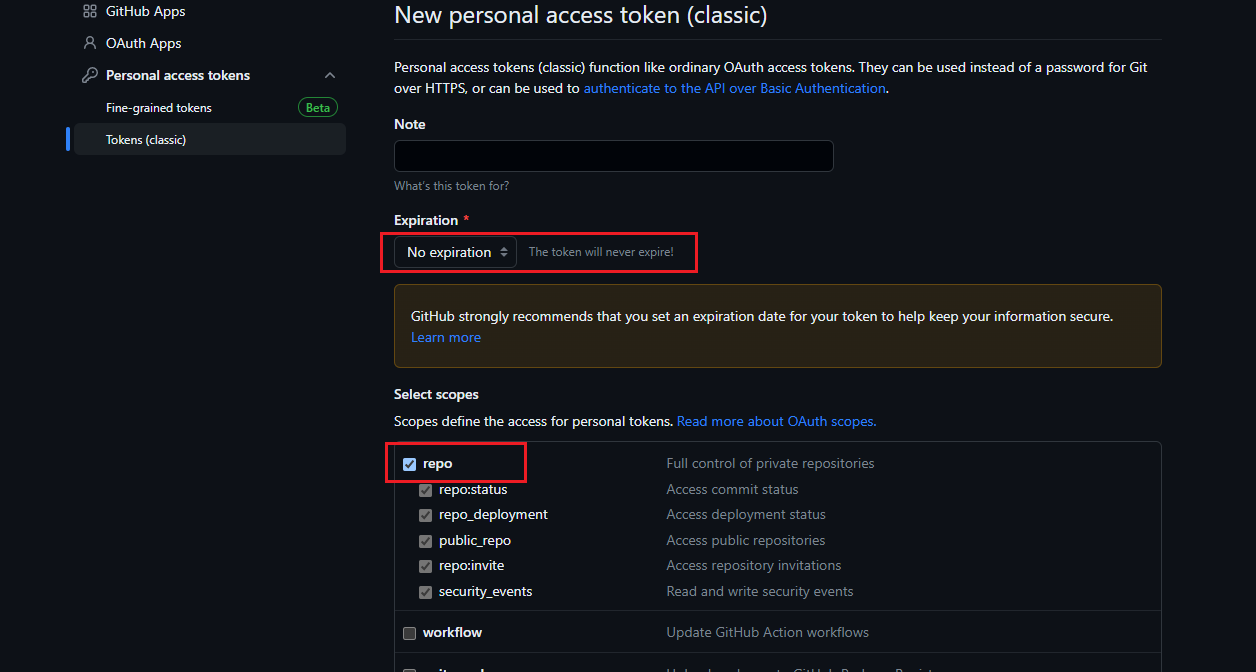 GitHub Apps
OAuth Apps
Personal access tokens
Fine-grained tokens Beta
Tokens (classic)
New personal access token (classic)
Personal access tokens (classic) function like ordinary OAuth access tokens. They can be used instead of a password for Git
over HTTPS, or can be used to authenticate to the API over Basic Authentication.
Note
What's this token for?
Expiration *
No expiration The token will never expire!
GitHub strongly recommends that you set an expiration date for your token to help keep your information secure.
Learn more
Select scopes
Scopes define the access for personal tokens. Read more about OAuth scopes.
repo Full control of private repositories
repo:status Access commit status
repo_deployment Access deployment status
public_repo Access public repositories
repo:invite Access repository invitations
security_events Read and write security events
workflow Update GitHub Action workflows